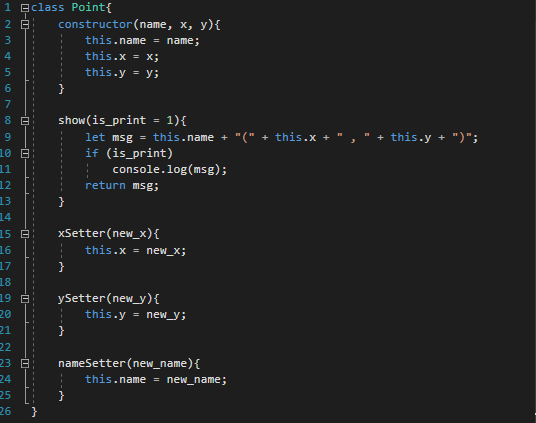 1 class Point{
2 constructor(name, x, y){
3 this.name = name;
4 this.x = x;
5 this.y = y;
6 }
7
8 show(is_print = 1){
9 let msg = this.name + "(" + this.x + " , " + this.y + ")";
10 if (is_print)
11 console.log(msg);
12 return msg;
13 }
14
15 xSetter(new_x){
16 this.x = new_x;
17 }
18
19 ySetter(new_y){
20 this.y = new_y;
21 }
22
23 nameSetter(new_name){
24 this.name = new_name;
25 }
26 }